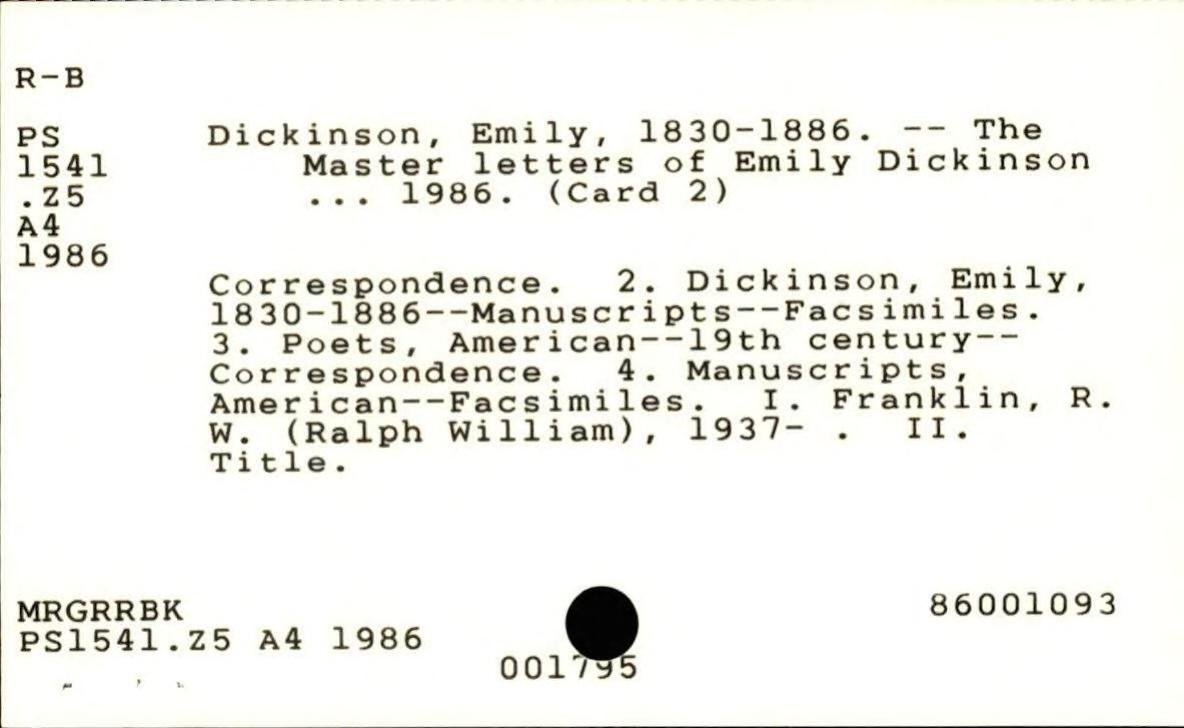 R-B
PS
1541
.Z5
A4
1986
Dickinson, Emily, 1830-1886. -- The
Master letters of Emily Dickinson
... 1986. (Card 2)
Correspondence. 2. Dickinson, Emily,
1830-1886--Manuscripts--Facsimiles.
3. Poets, American--19th century--
Correspondence. 4. Manuscripts,
American--Facsimiles. I. Franklin, R.
W. (Ralph William), 1937- . II.
Title.
MRGRRBK
PS1541.Z5 A4 1986
86001093
001795